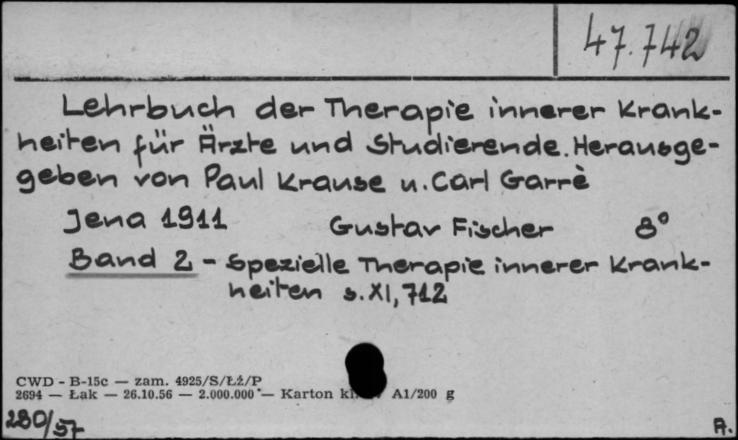 47.742
Lehrbuch der Therapie innerer Krank-
heiten für Ärzte und Studierende. Herausge-
geben von Paul Krause u. Carl Garrè
Jena 1911 Gustav Fischer 8°
Band 2 - Spezielle Therapie innerer Krank-
heiten s. XI, 712
CWD - B-15c — zam. 4925/S/Łż/P
2694 — Łak — 26.10.56 — 2.000.000 — Karton A1/200 g
280/57 A.